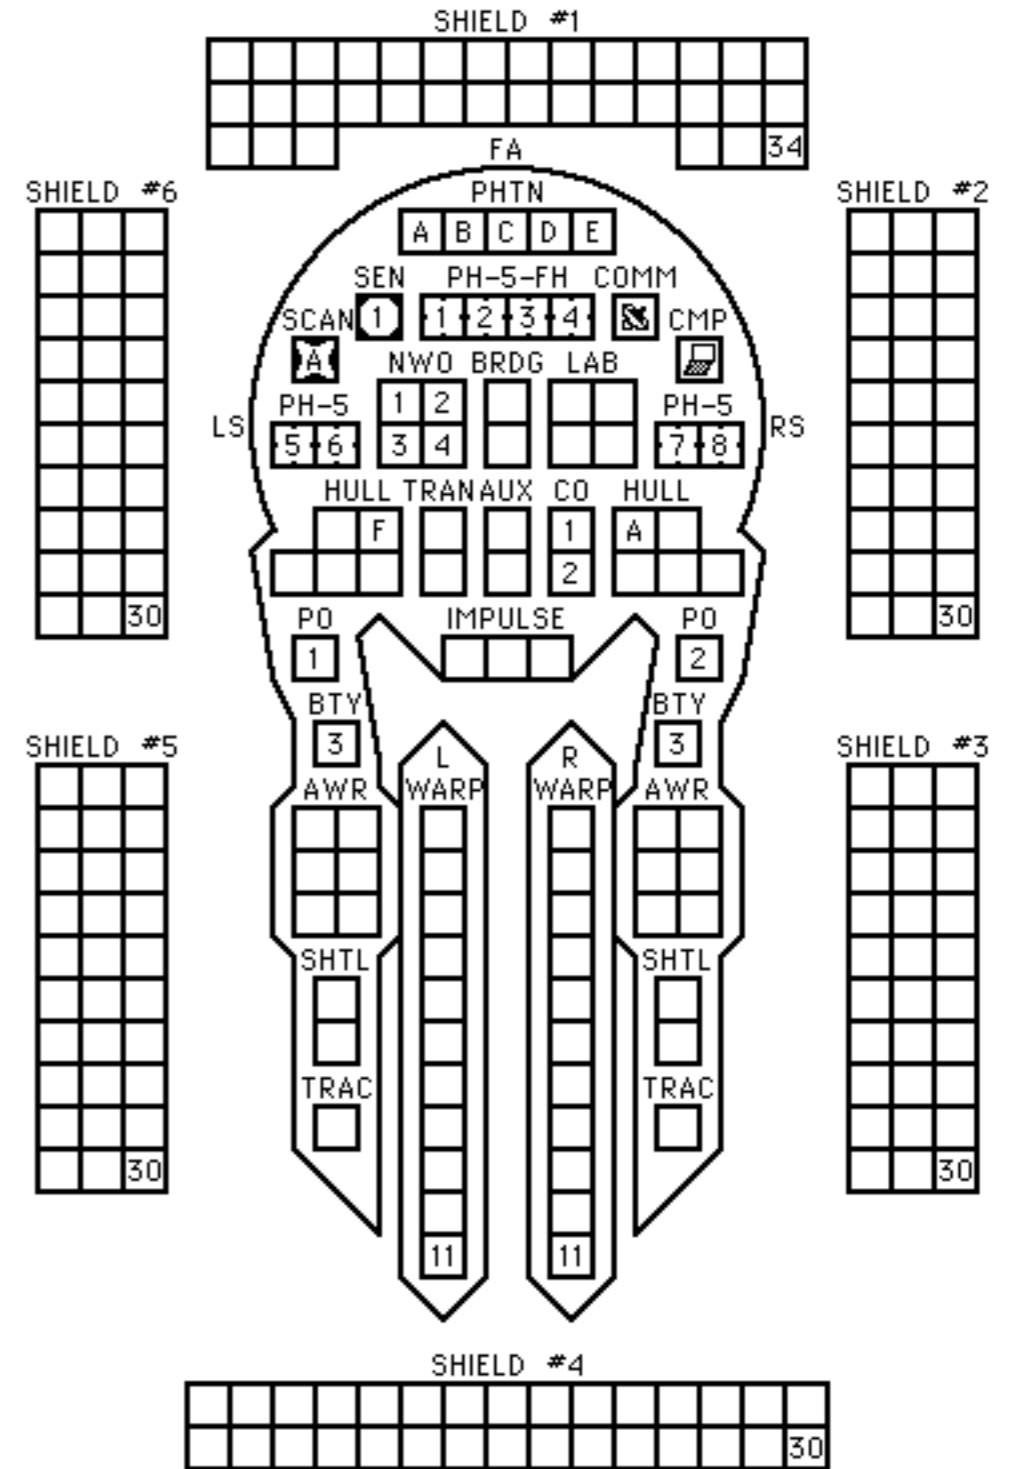 SHIELD #1
34
FA
SHIELD #6
PHTN
SHIELD #2
A B C D E
SEN PH-5-FH COMM
SCAN 1 1 2 3 4 CMP
A NWO BRDG LAB
PH-5 1 2 PH-5
LS 5 6 3 4 7 8 RS
HULL TRAN AUX CO HULL
F 1 A
2
30 PO IMPULSE PO 30
1 2
BTY BTY
3 L R 3
SHIELD #5 SHIELD #3
AWR WARP WARP AWR
SHTL SHTL
TRAC TRAC
30 30
11 11
SHIELD #4
30